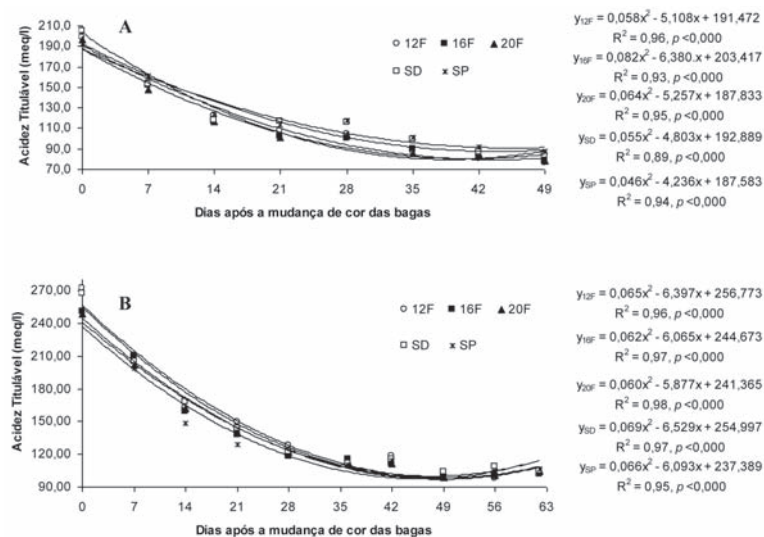 A
12F 16F 20F
SD SP
Acidez Titulável (meq/l)
210,0
190,0
170,0
150,0
130,0
110,0
90,0
70,0
0 7 14 21 28 35 42 49
Dias após a mudança de cor das bagas
y12F = 0,058x² - 5,108x + 191,472
R² = 0,96, p <0,000
y16F = 0,082x² - 6,380.x + 203,417
R² = 0,93, p <0,000
y20F = 0,064x² - 5,257x + 187,833
R² = 0,95, p <0,000
ySD = 0,055x² - 4,803x + 192,889
R² = 0,89, p <0,000
ySP = 0,046x² - 4,236x + 187,583
R² = 0,94, p <0,000
B
12F 16F 20F
SD SP
Acidez Titulável (meq/l)
270,00
240,00
210,00
180,00
150,00
120,00
90,00
0 7 14 21 28 35 42 49 56 63
Dias após a mudança de cor das bagas
y12F = 0,065x² - 6,397x + 256,773
R² = 0,96, p <0,000
y16F = 0,062x² - 6,065x + 244,673
R² = 0,97, p <0,000
y20F = 0,060x² - 5,877x + 241,365
R² = 0,98, p <0,000
ySD = 0,069x² - 6,529x + 254,997
R² = 0,97, p <0,000
ySP = 0,066x² - 6,093x + 237,389
R² = 0,95, p <0,000